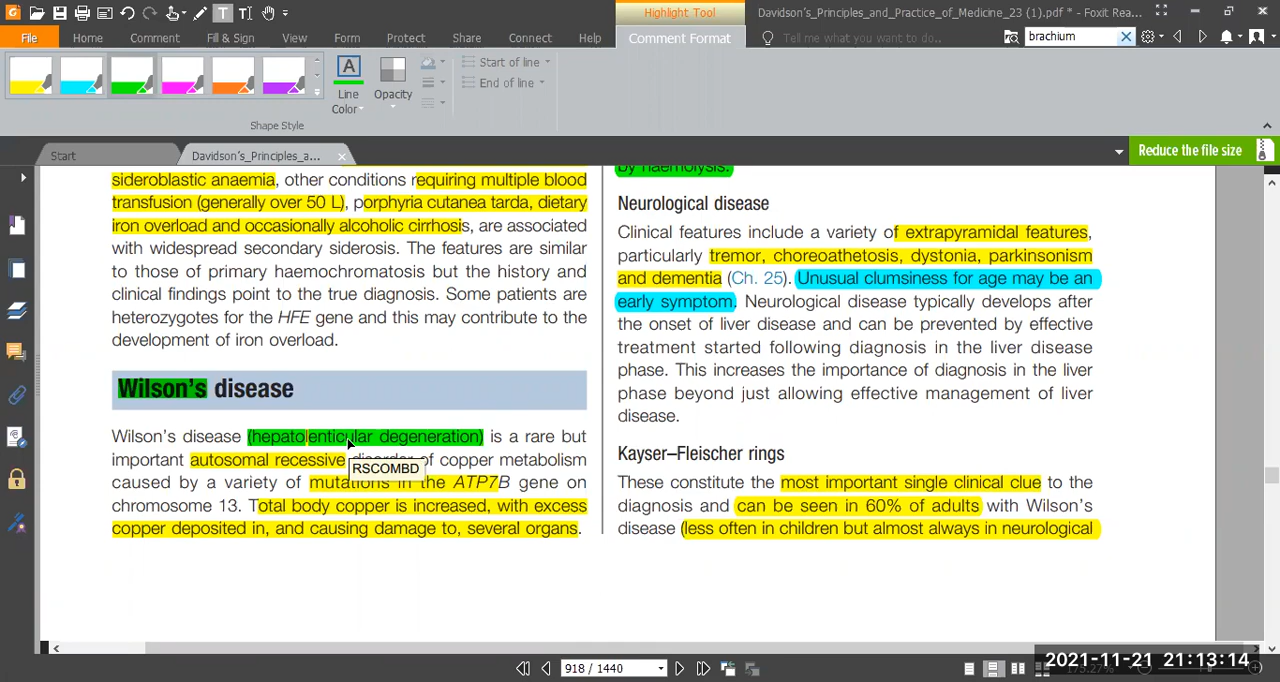 Highlight Tool
Davidson's_Principles_and_Practice_of_Medicine_23 (1).pdf * - Foxit Rea...
File
Home
Comment
Fill & Sign
View
Form
Protect
Share
Connect
Help
Comment Format
Tell me what you want to do...
brachium
Line
Color
Opacity
Start of line
End of line
Shape Style
Start
Davidson's_Principles_a...
Reduce the file size
sideroblastic anaemia, other conditions requiring multiple blood
transfusion (generally over 50 L), porphyria cutanea tarda, dietary
iron overload and occasionally alcoholic cirrhosis, are associated
with widespread secondary siderosis. The features are similar
to those of primary haemochromatosis but the history and
clinical findings point to the true diagnosis. Some patients are
heterozygotes for the HFE gene and this may contribute to the
development of iron overload.
Wilson's disease
Wilson's disease (hepatolenticular degeneration) is a rare but
important autosomal recessive disorder of copper metabolism
RSCOMBD
caused by a variety of mutations in the ATP7B gene on
chromosome 13. Total body copper is increased, with excess
copper deposited in, and causing damage to, several organs.
by haemolysis.
Neurological disease
Clinical features include a variety of extrapyramidal features,
particularly tremor, choreoathetosis, dystonia, parkinsonism
and dementia (Ch. 25). Unusual clumsiness for age may be an
early symptom. Neurological disease typically develops after
the onset of liver disease and can be prevented by effective
treatment started following diagnosis in the liver disease
phase. This increases the importance of diagnosis in the liver
phase beyond just allowing effective management of liver
disease.
Kayser–Fleischer rings
These constitute the most important single clinical clue to the
diagnosis and can be seen in 60% of adults with Wilson's
disease (less often in children but almost always in neurological
918 / 1440
2021-11-21 21:13:14